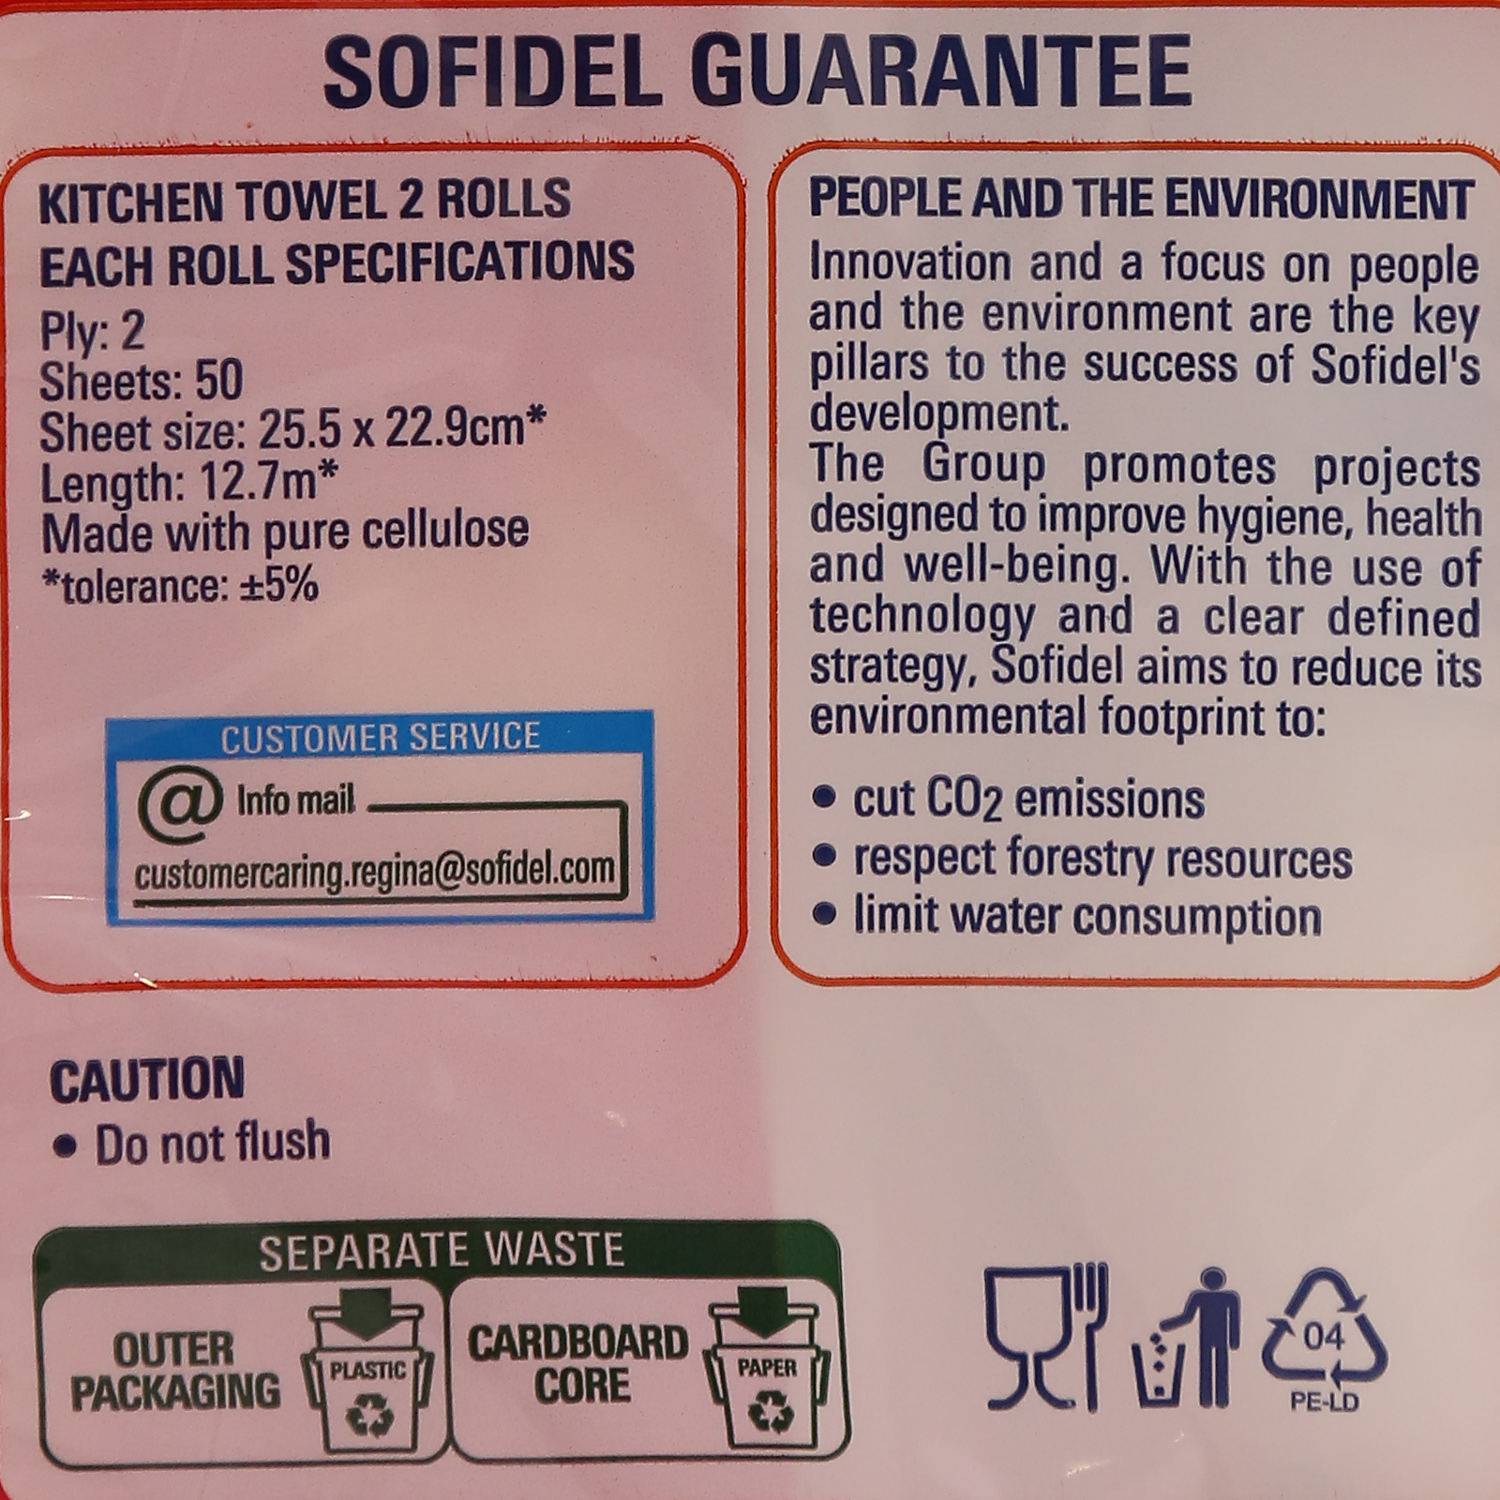 SOFIDEL GUARANTEE
KITCHEN TOWEL 2 ROLLS
EACH ROLL SPECIFICATIONS
Ply: 2
Sheets: 50
Sheet size: 25.5 x 22.9cm*
Length: 12.7m*
Made with pure cellulose
*tolerance: ±5%
CUSTOMER SERVICE
@ Info mail
customercaring.regina@sofidel.com
PEOPLE AND THE ENVIRONMENT
Innovation and a focus on people
and the environment are the key
pillars to the success of Sofidel's
development.
The Group promotes projects
designed to improve hygiene, health
and well-being. With the use of
technology and a clear defined
strategy, Sofidel aims to reduce its
environmental footprint to:
• cut CO2 emissions
• respect forestry resources
• limit water consumption
CAUTION
• Do not flush
SEPARATE WASTE
OUTER
PACKAGING
PLASTIC
CARDBOARD
CORE
PAPER
04
PE-LD